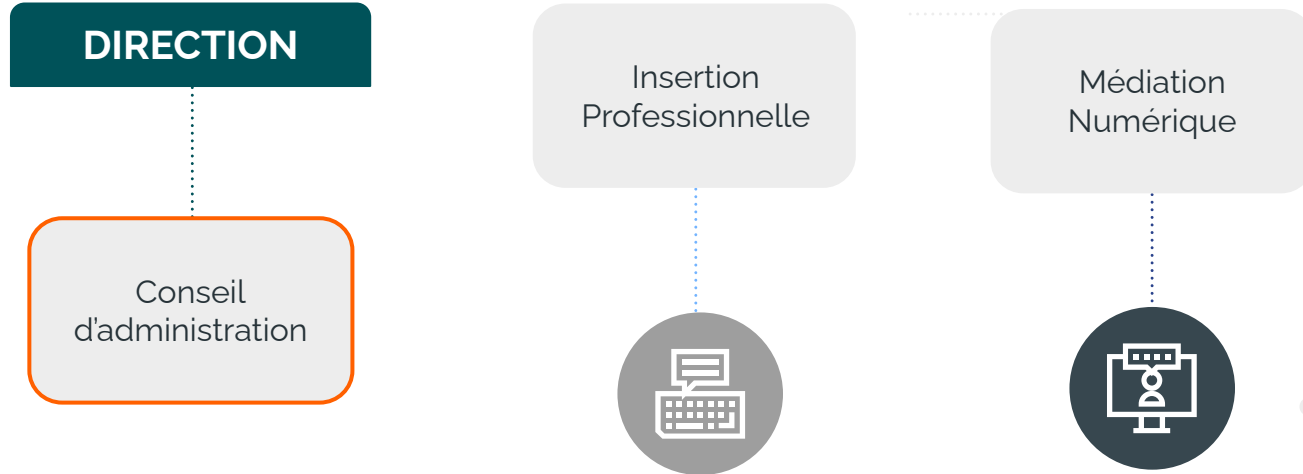 DIRECTION
Conseil
d'administration
Insertion
Professionnelle
Médiation
Numérique